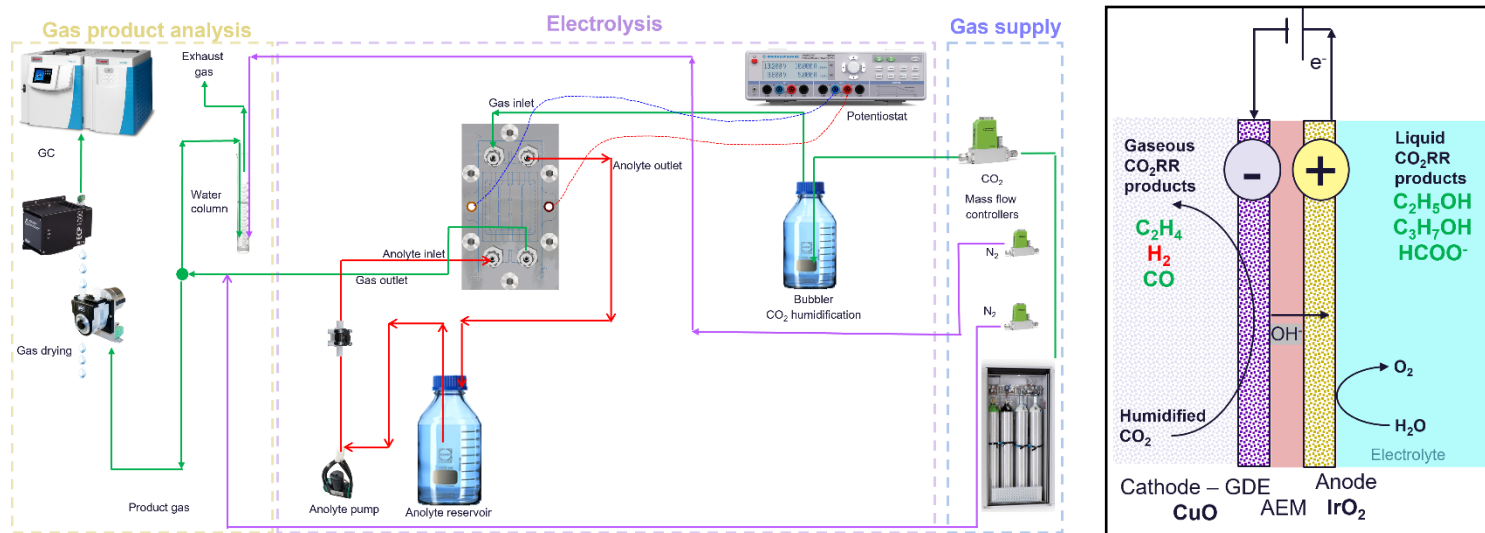 Gas product analysis
Electrolysis
Gas supply
Exhaust
gas
GC
Water
column
Gas drying
Product gas
Gas inlet
Anolyte outlet
Anolyte inlet
Gas outlet
Anolyte pump
Anolyte reservoir
Potentiostat
Bubbler
CO₂ humidification
CO₂
Mass flow
controllers
N₂
N₂
e⁻
Gaseous
CO₂RR
products
C₂H₄
H₂
CO
Humidified
CO₂
-
+
OH⁻
Liquid
CO₂RR
products
C₂H₅OH
C₃H₇OH
HCOO⁻
O₂
H₂O
Electrolyte
Cathode – GDE
CuO
AEM
Anode
IrO₂